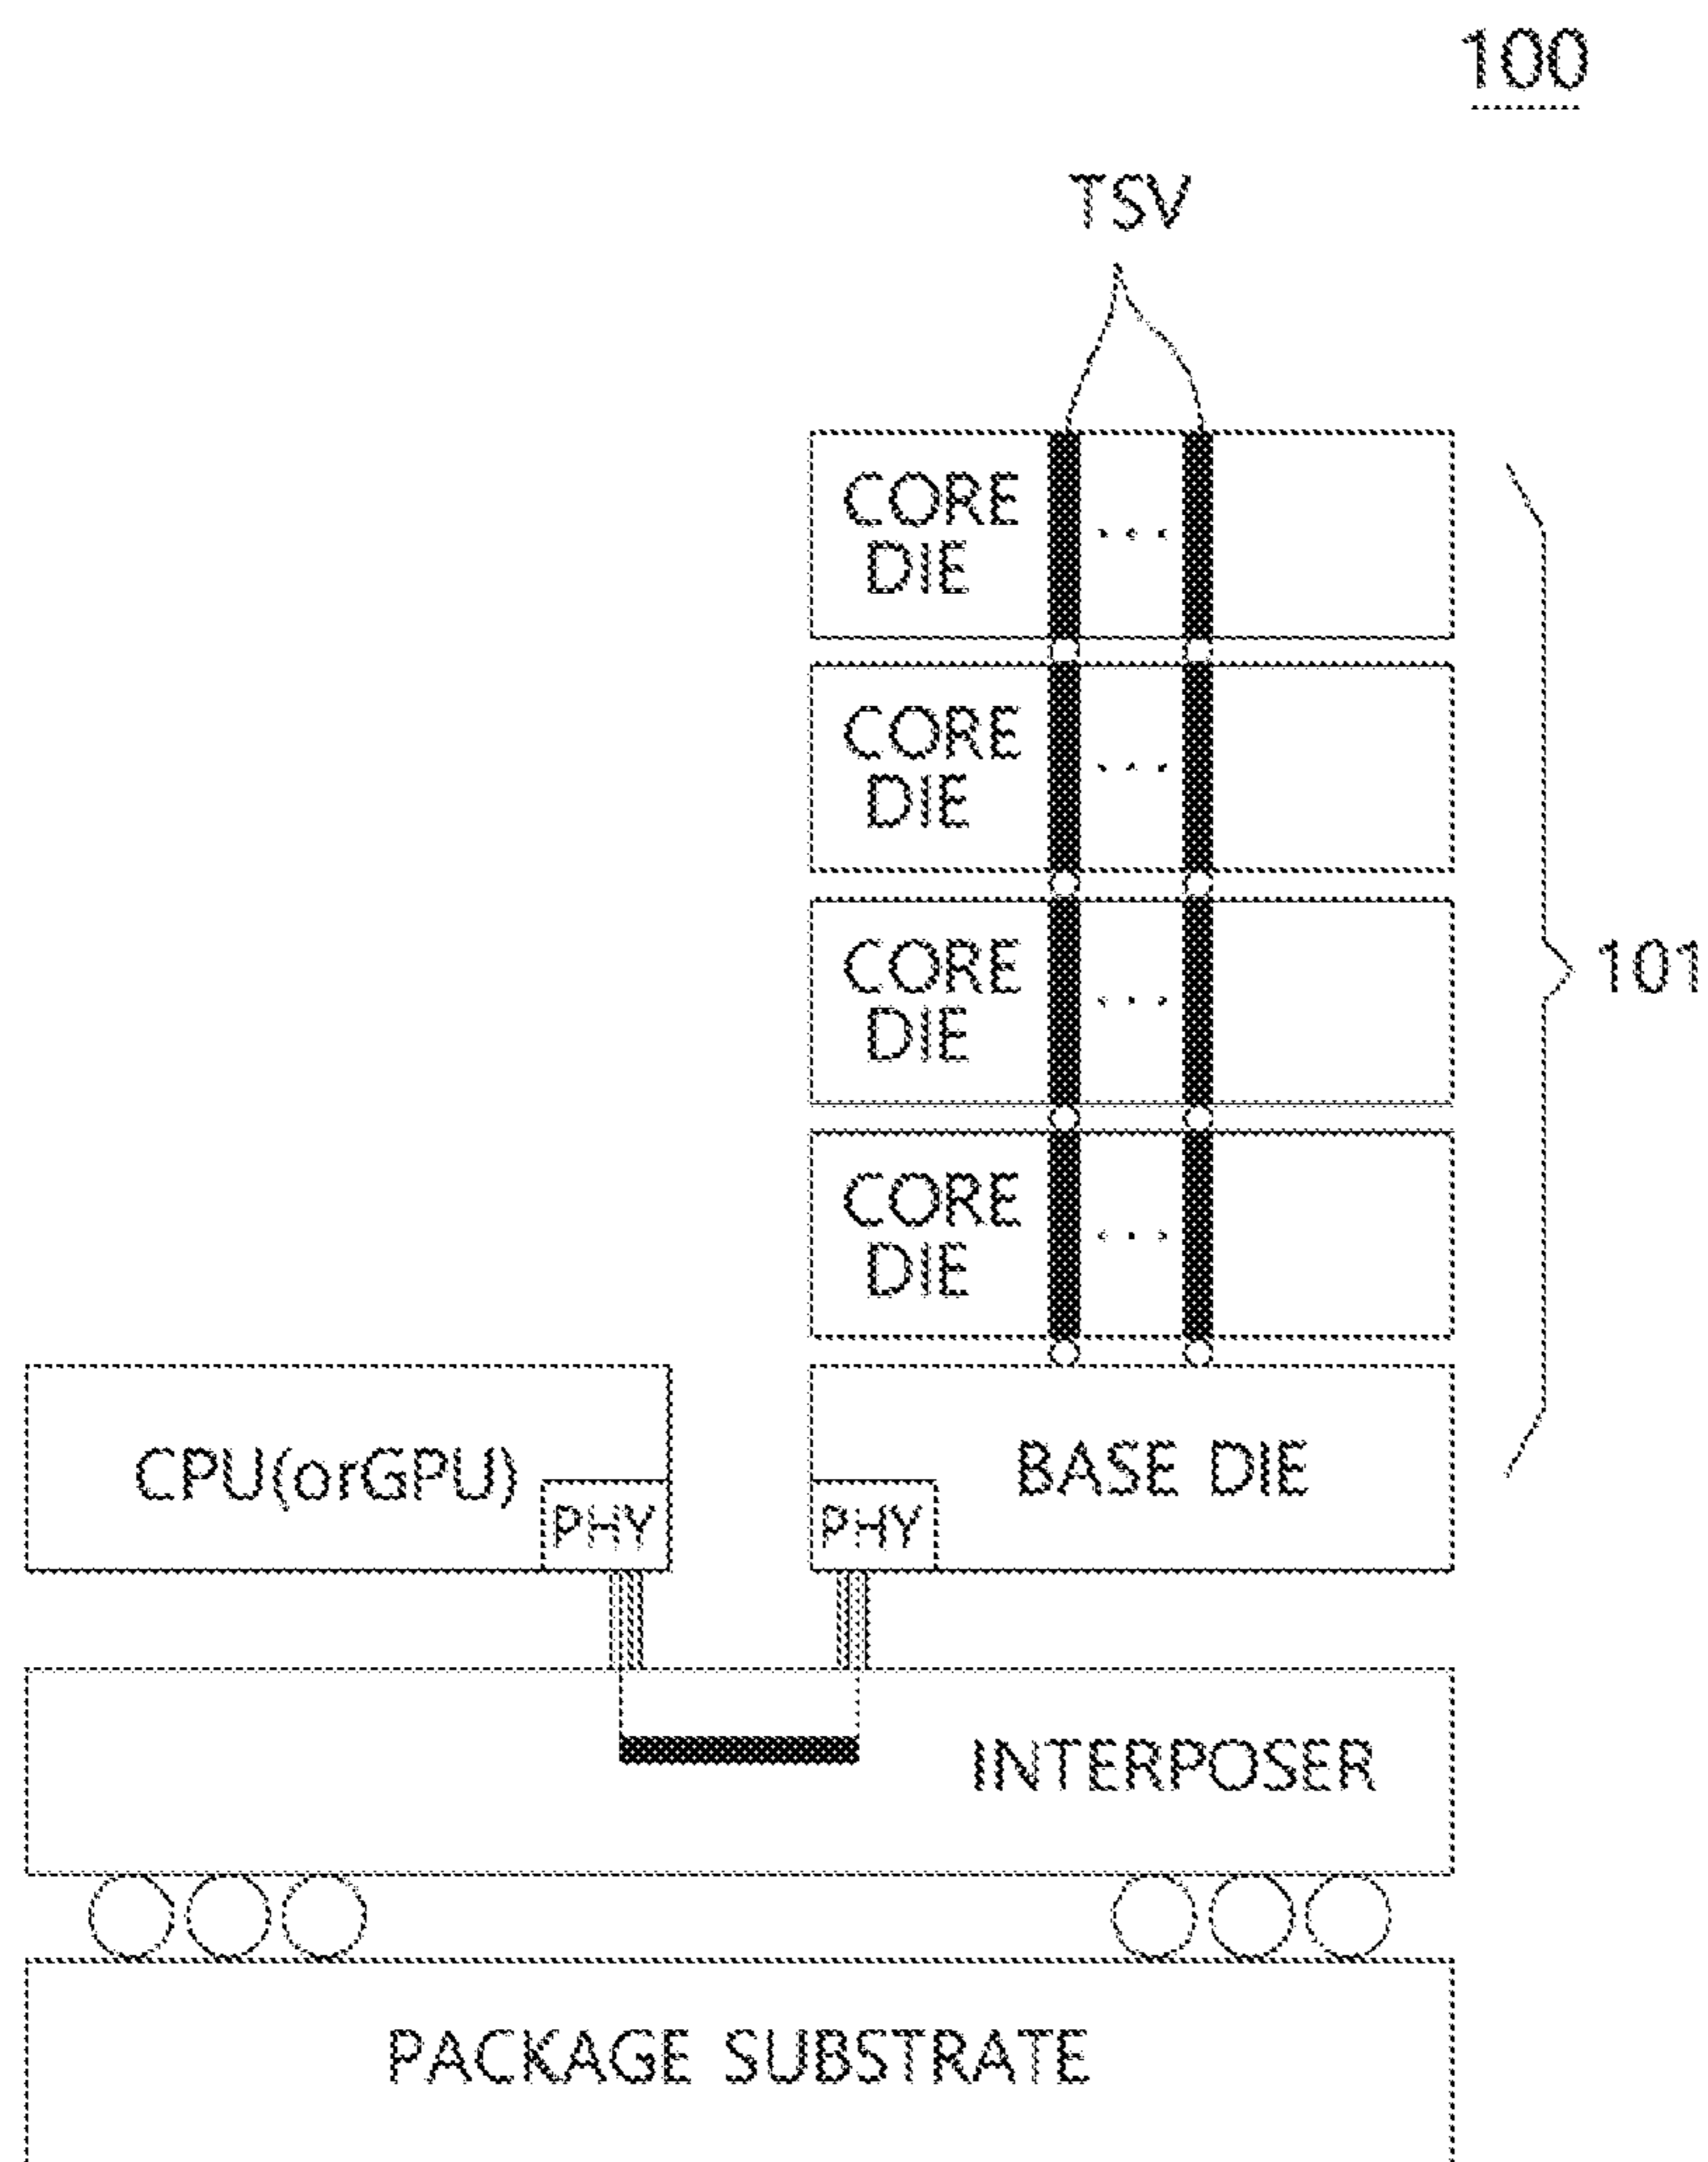 100
TSV
CORE
DIE
CORE
DIE
CORE
DIE
101
CORE
DIE
CPU(orGPU)
PHY
PHY
BASE DIE
INTERPOSER
PACKAGE SUBSTRATE